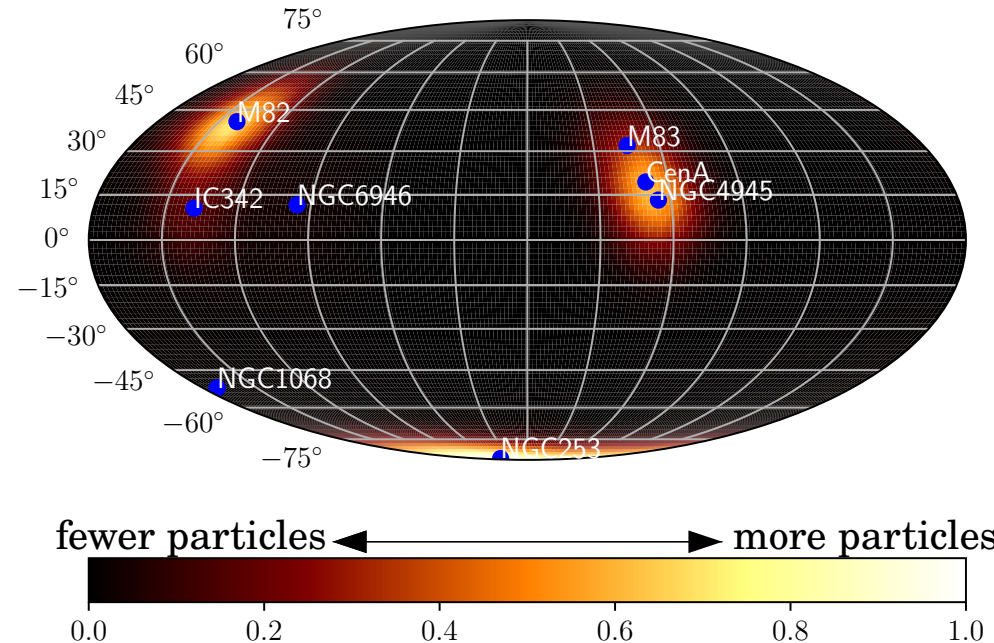 75°
60°
45°
M82
30°
M83
CenA
15°
IC342
NGC6946
NGC4945
0°
−15°
−30°
−45°
NGC1068
−60°
−75°
NGC253
fewer particles
more particles
0.0 0.2 0.4 0.6 0.8 1.0